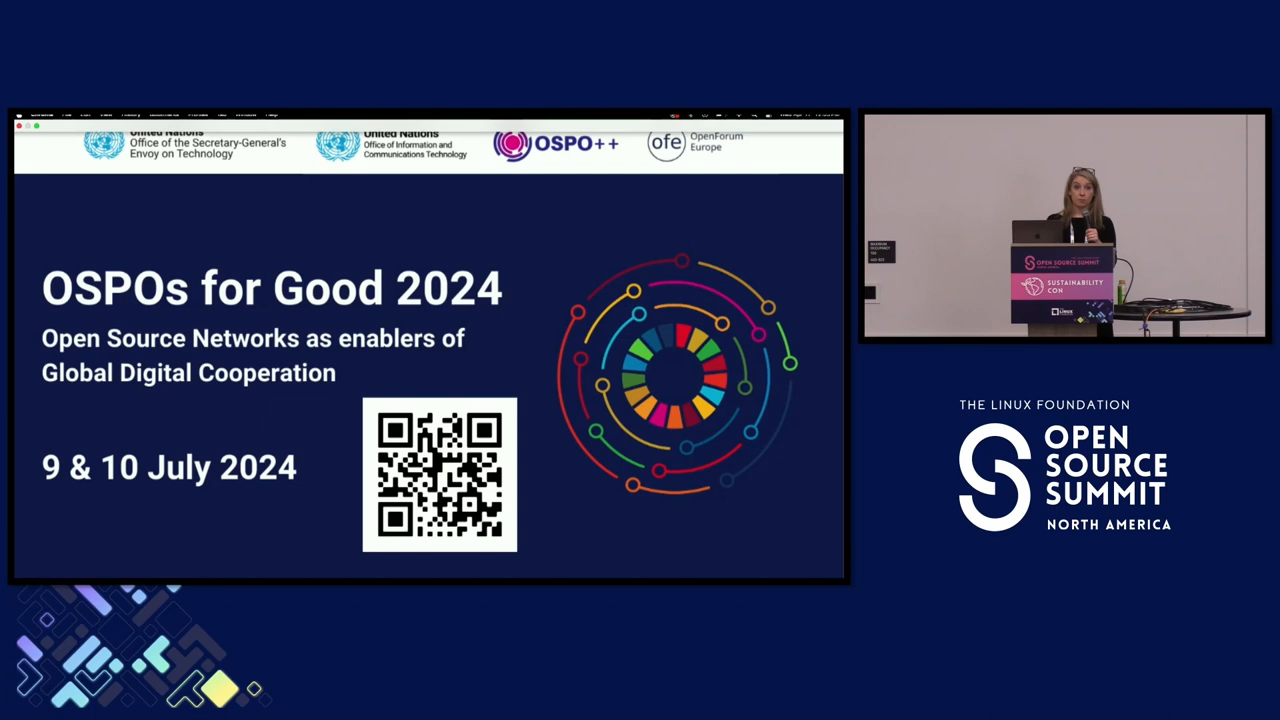 United Nations
Office of the Secretary-General's
Envoy on Technology
United Nations
Office of Information and
Communications Technology
OSPO++
ofe
OpenForum
Europe
OSPOs for Good 2024
Open Source Networks as enablers of
Global Digital Cooperation
9 & 10 July 2024
OPEN SOURCE SUMMIT
SUSTAINABILITY
CON
LINUX
THE LINUX FOUNDATION
OPEN
SOURCE
SUMMIT
NORTH AMERICA